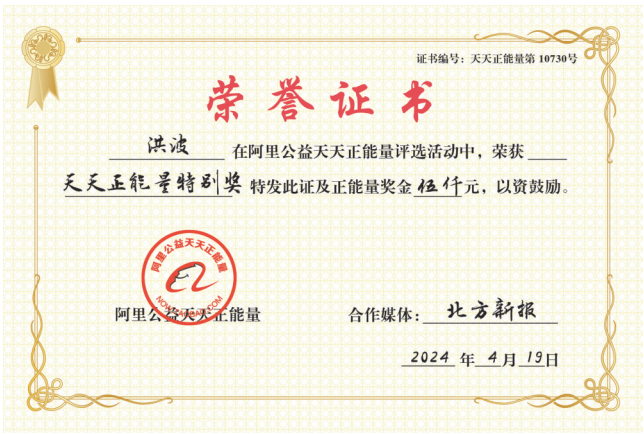 证书编号：天天正能量第 10730号
荣誉证书
洪波 在阿里公益天天正能量评选活动中，荣获
天天正能量特别奖 特发此证及正能量奖金 伍仟元，以资鼓励。
阿里公益天天正能量
阿里公益天天正能量
合作媒体：北方新报
2024 年 4月 19日